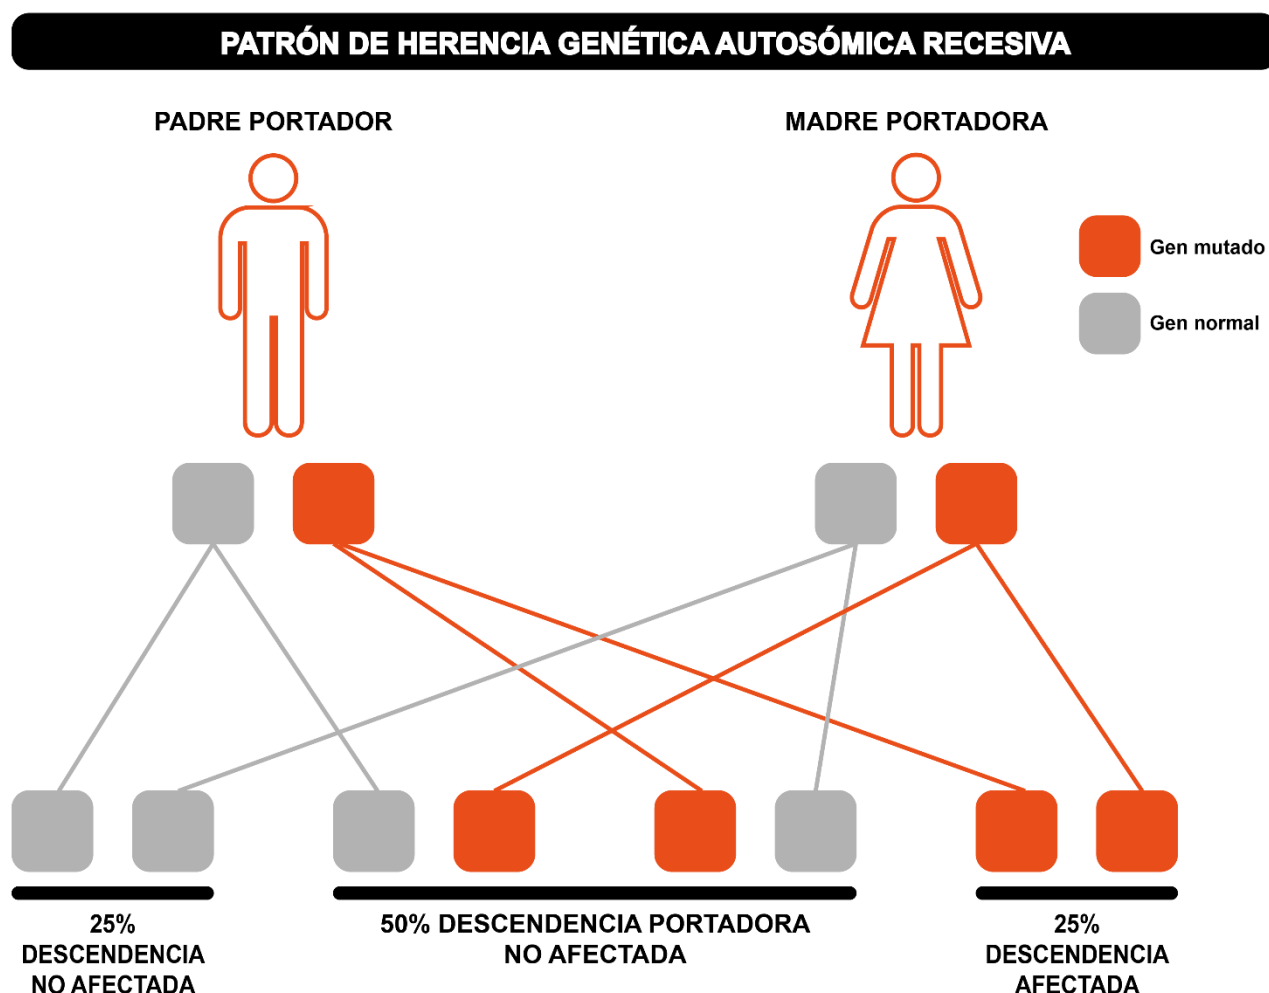 PATRÓN DE HERENCIA GENÉTICA AUTOSÓMICA RECESIVA
PADRE PORTADOR
MADRE PORTADORA
Gen mutado
Gen normal
25%
DESCENDENCIA
NO AFECTADA
50% DESCENDENCIA PORTADORA
NO AFECTADA
25%
DESCENDENCIA
AFECTADA